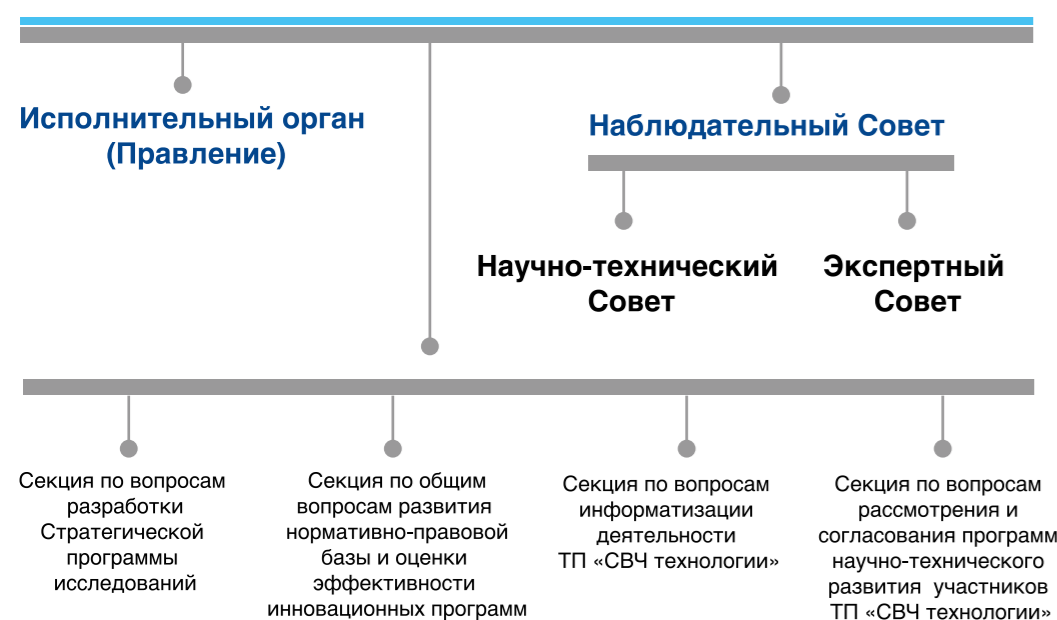 Исполнительный орган
(Правление)
Наблюдательный Совет
Научно-технический
Совет
Экспертный
Совет
Секция по вопросам
разработки
Стратегической
программы
исследований
Секция по общим
вопросам развития
нормативно-правовой
базы и оценки
эффективности
инновационных программ
Секция по вопросам
информатизации
деятельности
ТП «СВЧ технологии»
Секция по вопросам
рассмотрения и
согласования программ
научно-технического
развития участников
ТП «СВЧ технологии»